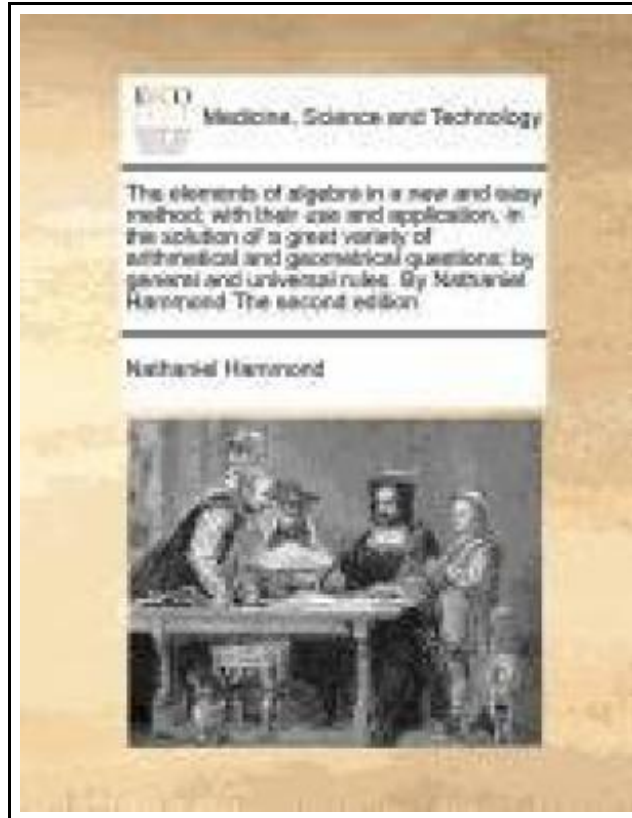 ECCO
Medicine, Science and Technology
The elements of algebra in a new and easy
method; with their use and application, in
the solution of a great variety of
arithmetical and geometrical questions; by
general and universal rules. By Nathaniel
Hammond The second edition
Nathaniel Hammond